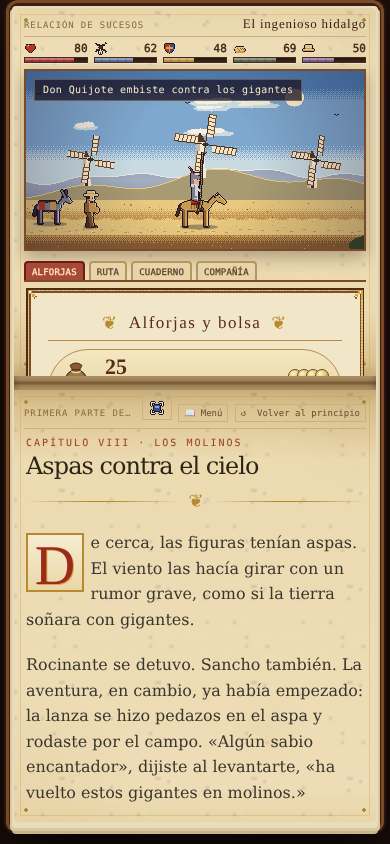 RELACIÓN DE SUCESOS
El ingenioso hidalgo
80 62 48 69 50
Don Quijote embiste contra los gigantes
ALFORJAS RUTA CUADERNO COMPAÑÍA
Alforjas y bolsa
25
PRIMERA PARTE DE…
Menú
Volver al principio
CAPÍTULO VIII · LOS MOLINOS
Aspas contra el cielo
De cerca, las figuras tenían aspas.
El viento las hacía girar con un
rumor grave, como si la tierra
soñara con gigantes.
Rocinante se detuvo. Sancho también. La
aventura, en cambio, ya había empezado:
la lanza se hizo pedazos en el aspa y
rodaste por el campo. «Algún sabio
encantador», dijiste al levantarte, «ha
vuelto estos gigantes en molinos.»